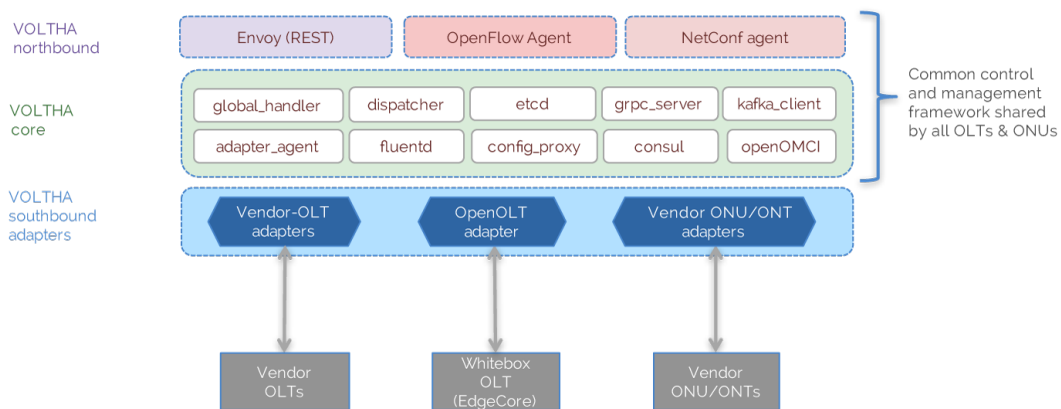 VOLTHA
northbound
Envoy (REST)
OpenFlow Agent
NetConf agent
VOLTHA
core
global_handler
dispatcher
etcd
grpc_server
kafka_client
adapter_agent
fluentd
config_proxy
consul
openOMCI
Common control
and management
framework shared
by all OLTs & ONUs
VOLTHA
southbound
adapters
Vendor-OLT
adapters
OpenOLT
adapter
Vendor ONU/ONT
adapters
Vendor
OLTs
Whitebox
OLT
(EdgeCore)
Vendor
ONU/ONTs